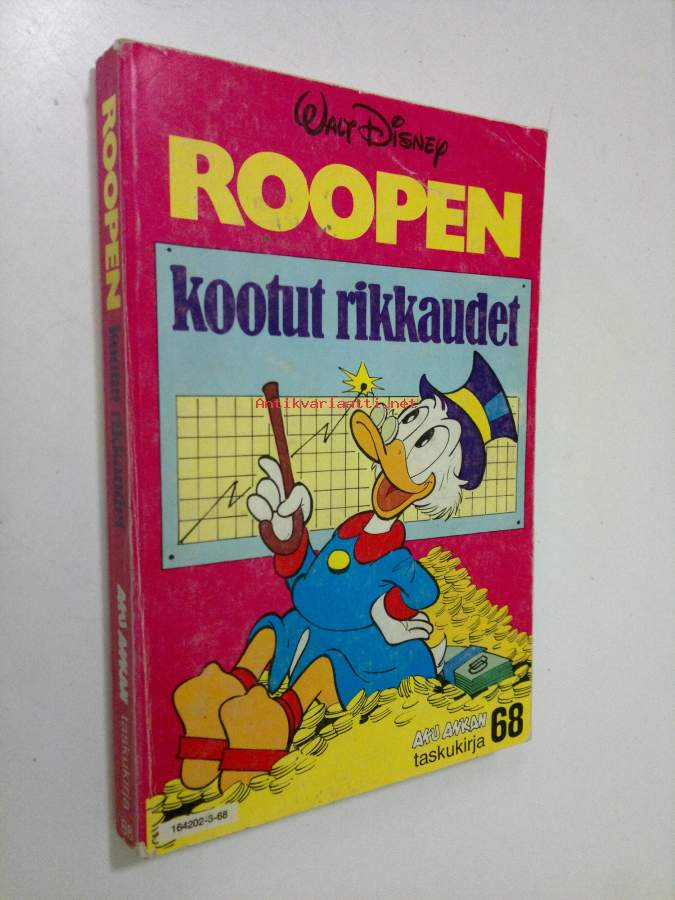 Walt Disney
ROOPEN
kootut rikkaudet
Antikvariaatti.net
AKU ANKAN
taskukirja 68
164202-3-68
ROOPEN kootut rikkaudet AKU ANKAN taskukirja 68